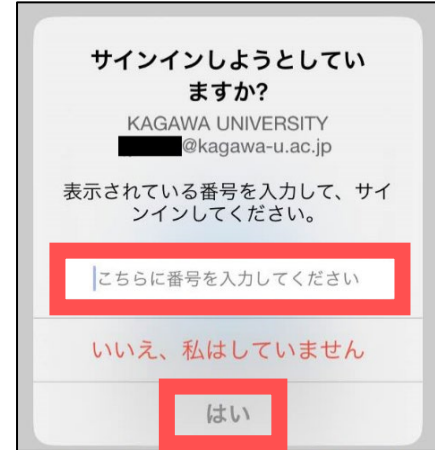 サインインしようとしてい
ますか?
KAGAWA UNIVERSITY
@kagawa-u.ac.jp
表示されている番号を入力して、サイ
ンインしてください。
こちらに番号を入力してください
いいえ、私はしていません
はい